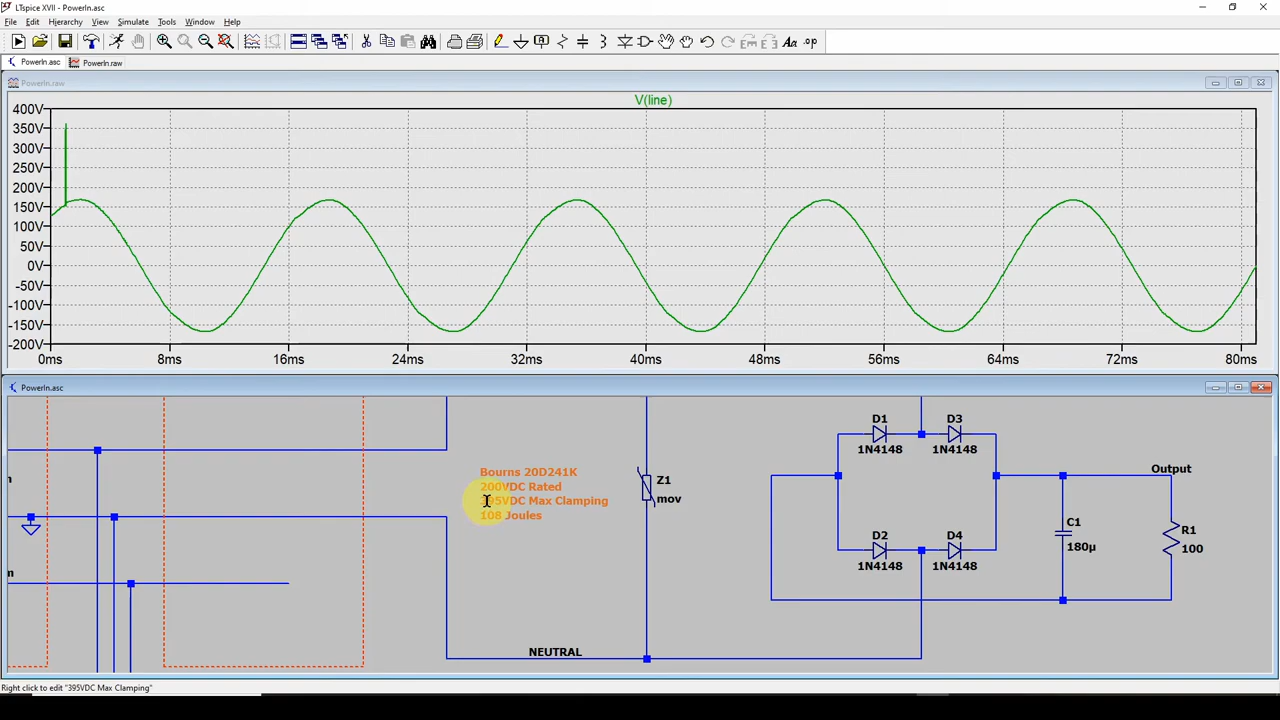 LTspice XVII - PowerIn.asc
File Edit Hierarchy View Simulate Tools Window Help
PowerIn.asc PowerIn.raw
PowerIn.raw
V(line)
400V
350V
300V
250V
200V
150V
100V
50V
0V
-50V
-100V
-150V
-200V
0ms 8ms 16ms 24ms 32ms 40ms 48ms 56ms 64ms 72ms 80ms
PowerIn.asc
D1 D3
1N4148 1N4148
Bourns 20D241K
200VDC Rated
395VDC Max Clamping
108 Joules
Z1
mov
Output
C1
180µ
R1
100
D2 D4
1N4148 1N4148
NEUTRAL
Right click to edit "395VDC Max Clamping"